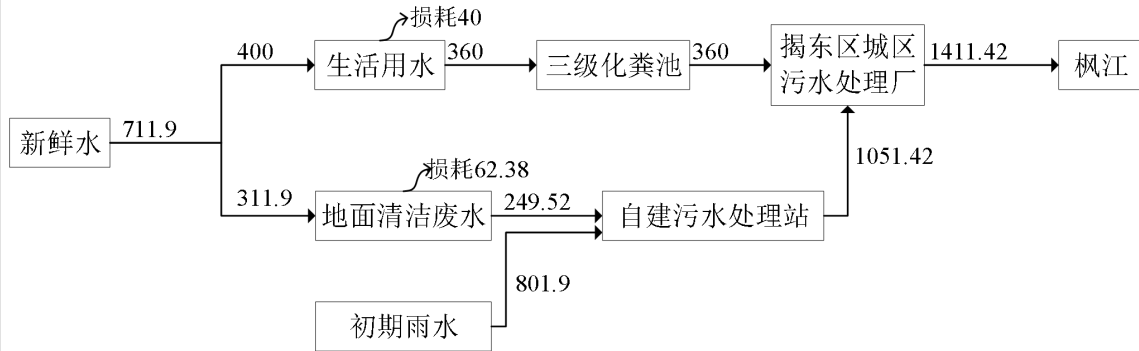 损耗40
400
生活用水
360
三级化粪池
360
揭东区城区
污水处理厂
1411.42
枫江
新鲜水
711.9
1051.42
损耗62.38
311.9
地面清洁废水
249.52
自建污水处理站
801.9
初期雨水